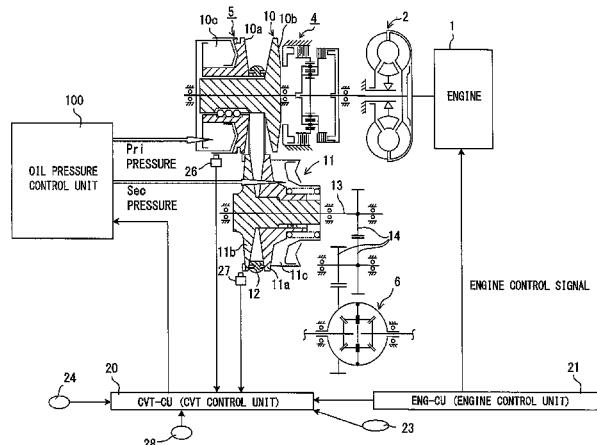 5
10c
10a
10
10b
4
2
1
ENGINE
100
OIL PRESSURE
CONTROL UNIT
Pri
PRESSURE
26
Sec
PRESSURE
11
13
14
11b
27
12
11a
11c
6
ENGINE CONTROL SIGNAL
24
20
CVT-CU (CVT CONTROL UNIT)
21
ENG-CU (ENGINE CONTROL UNIT)
28
23